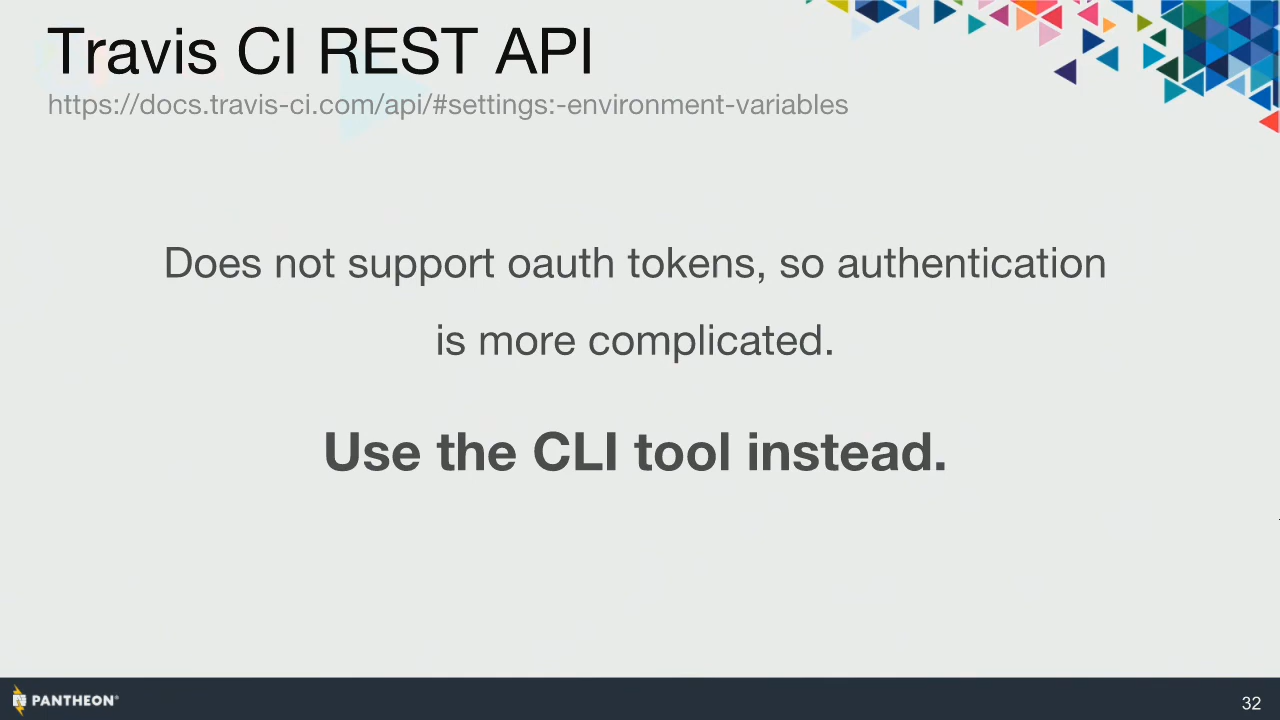 Travis CI REST API
https://docs.travis-ci.com/api/#settings:-environment-variables
Does not support oauth tokens, so authentication
is more complicated.
Use the CLI tool instead.
PANTHEON®
32